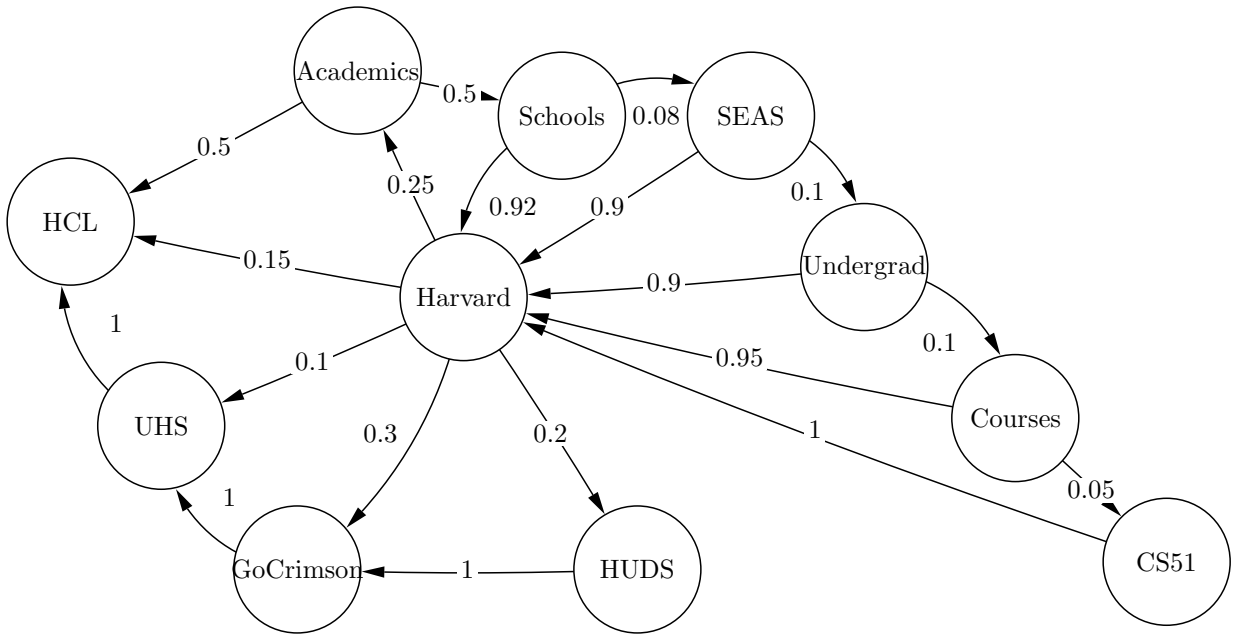 Academics
0.5
Schools
0.08
SEAS
0.5
0.25
0.92
0.9
0.1
HCL
0.15
Harvard
0.9
Undergrad
1
0.1
0.95
0.1
UHS
0.3
0.2
1
Courses
0.05
1
GoCrimson
1
HUDS
CS51